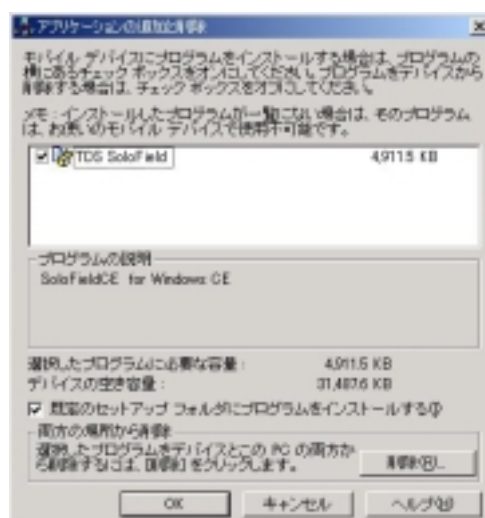 アプリケーションの追加と削除
モバイル デバイスにプログラムをインストールする場合は、プログラムの
横にあるチェック ボックスをオンにしてください。プログラムをデバイスから
削除する場合は、チェック ボックスをオフにしてください。
メモ : インストールしたプログラムが一覧にない場合は、そのプログラム
は、お使いのモバイル デバイスで使用不可能です。
TDS SoloField 4,911.5 KB
プログラムの説明
SoloFieldCE for Windows CE
選択したプログラムに必要な容量 : 4,911.5 KB
デバイスの空き容量 : 31,487.6 KB
既定のセットアップ フォルダにプログラムをインストールする(I)
両方の場所から削除
選択したプログラムをデバイスとこの PC の両方か
ら削除するには、[削除] をクリックします。
削除(R)...
OK キャンセル ヘルプ(H)